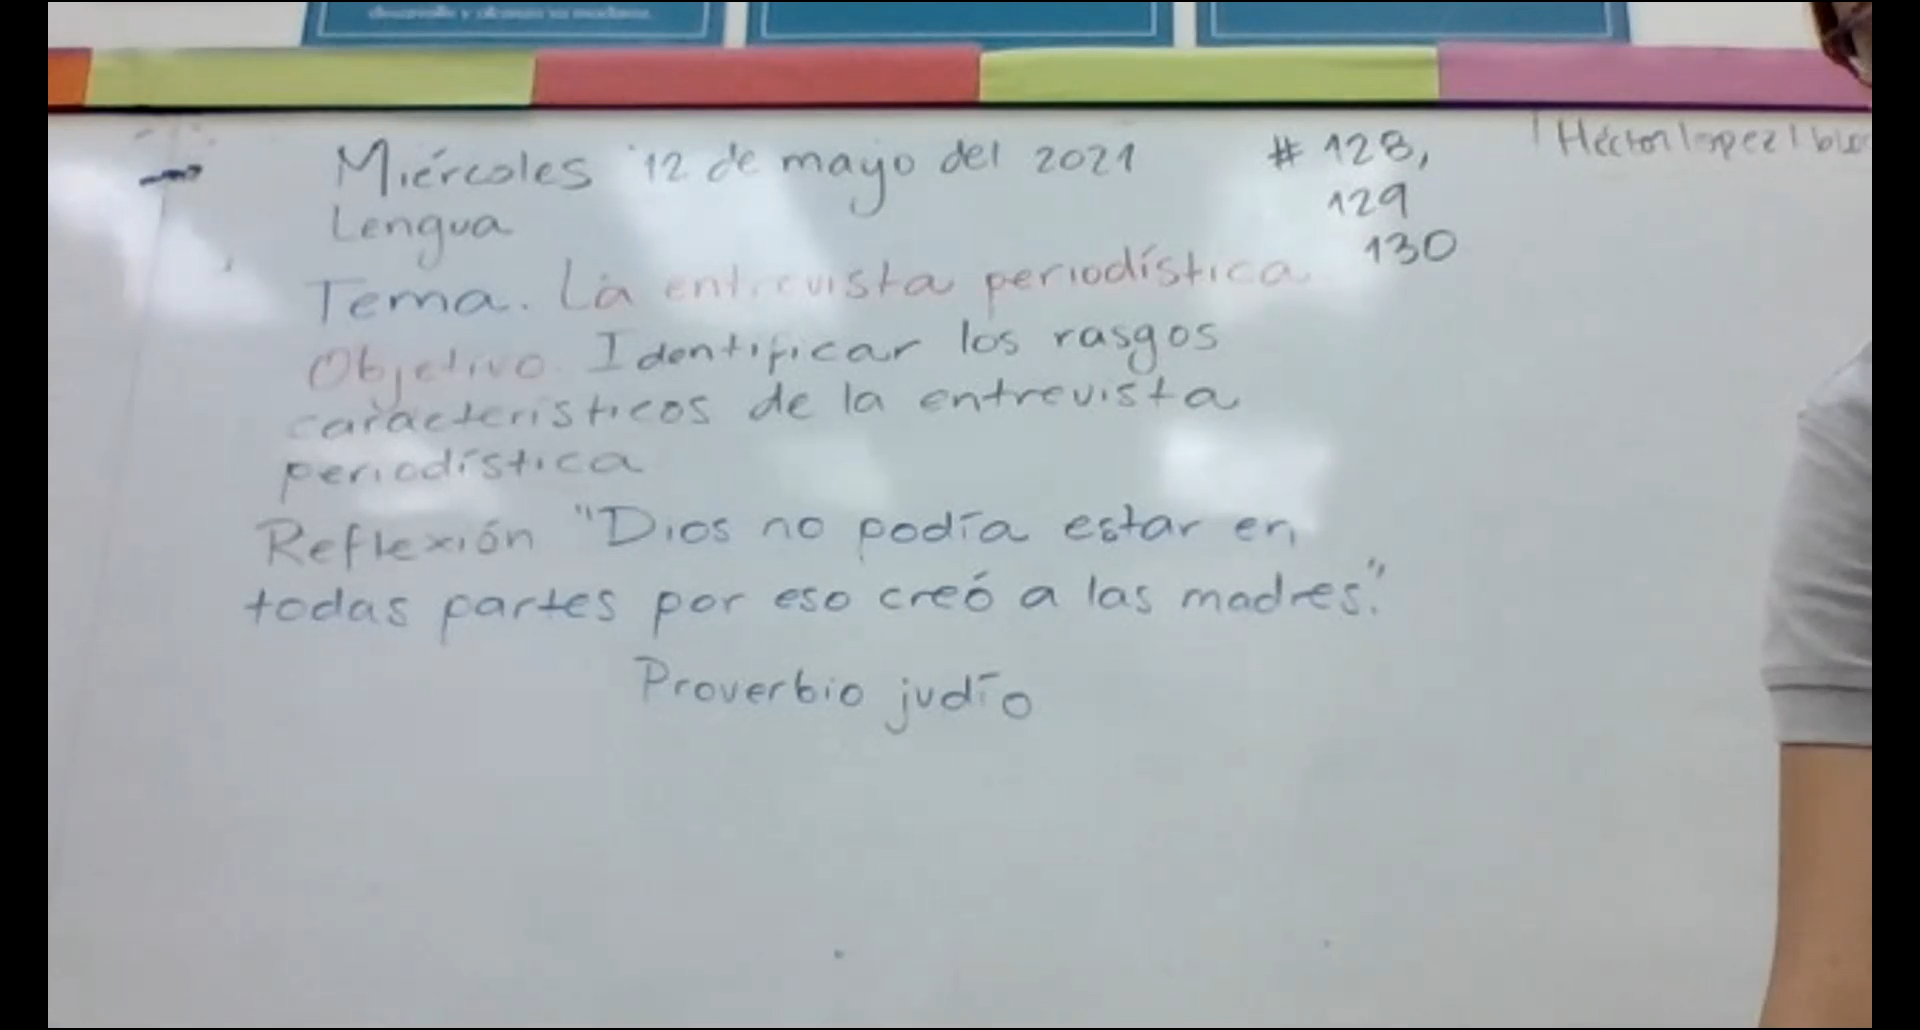 Miércoles 12 de mayo del 2021 # 128,
129
Lengua
130
Tema. La entrevista periodística
Objetivo. Identificar los rasgos
característicos de la entrevista
periodística
Reflexión "Dios no podía estar en
todas partes por eso creó a las madres."
Proverbio judío
Héctor